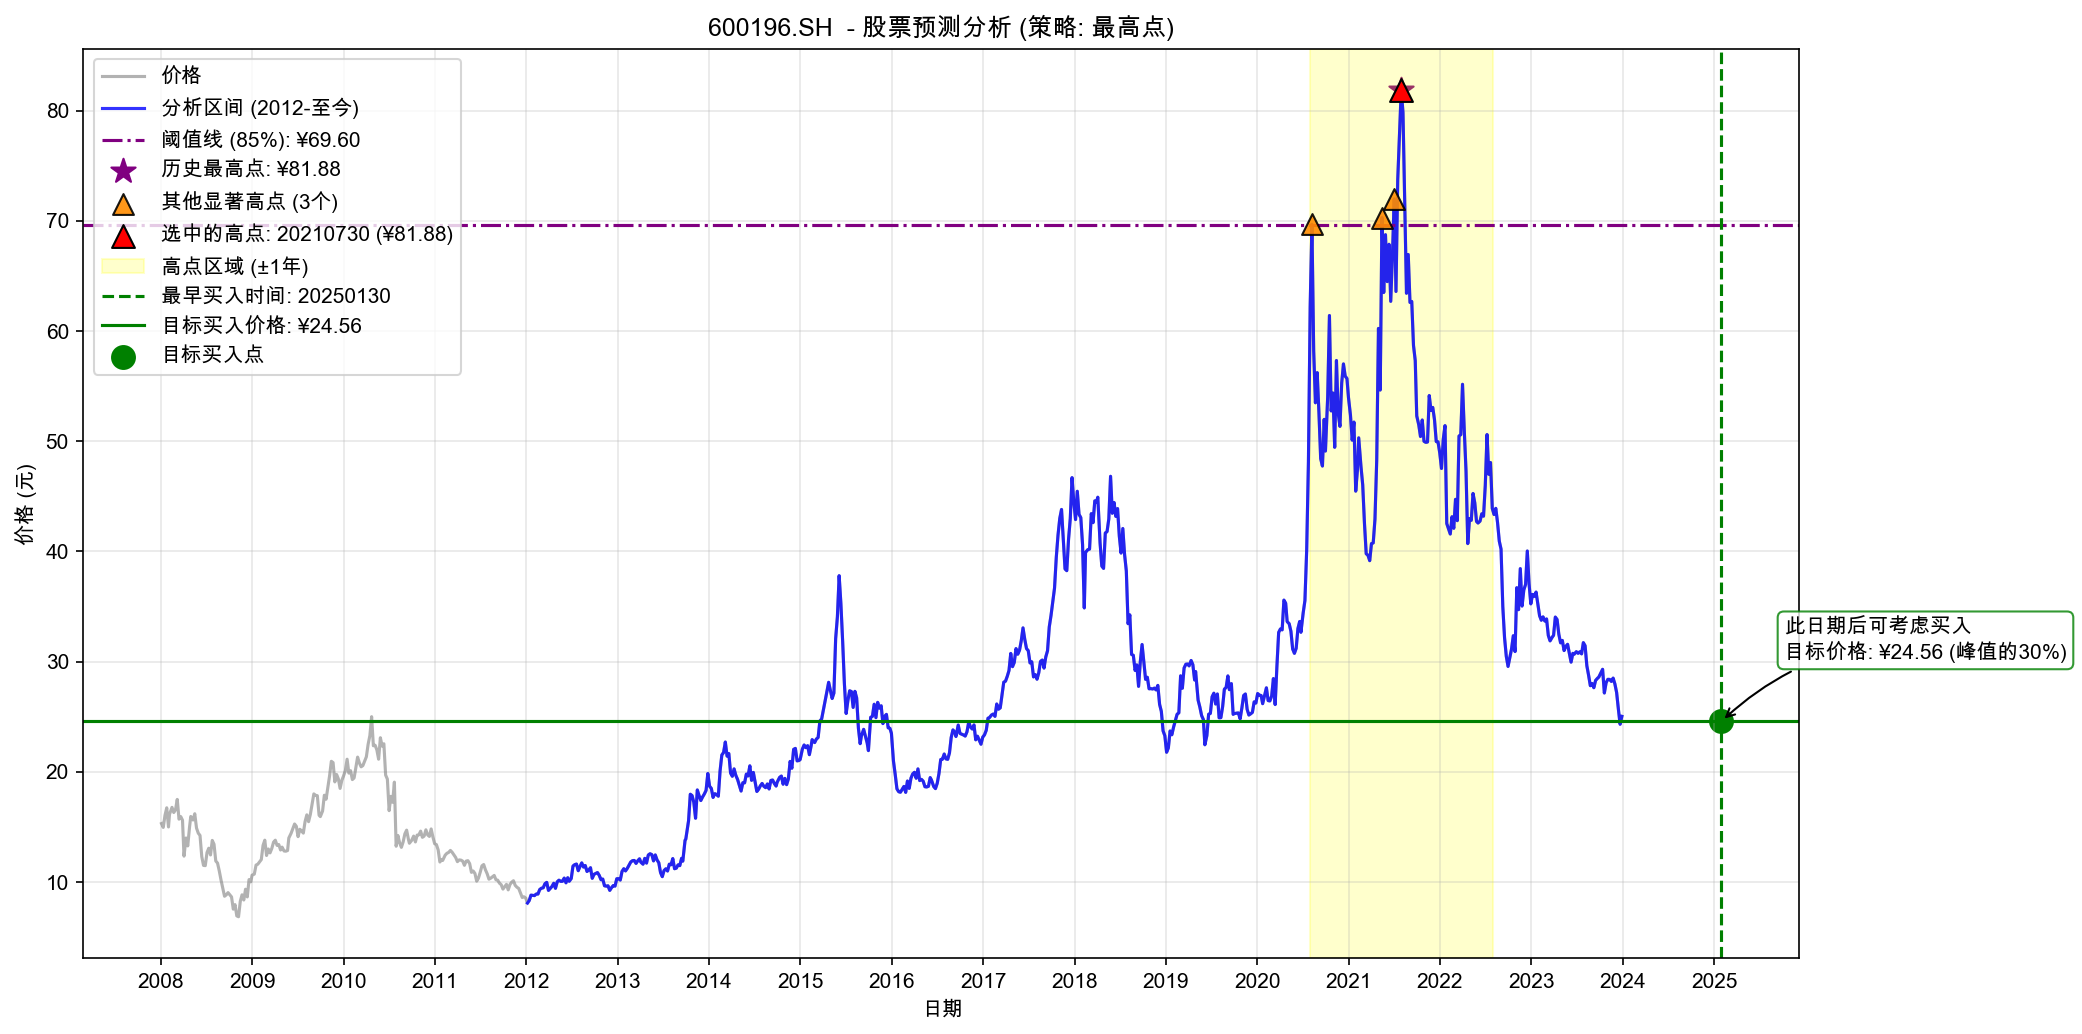 600196.SH - 股票预测分析 (策略: 最高点)
价格
分析区间 (2012-至今)
阈值线 (85%): ¥69.60
历史最高点: ¥81.88
其他显著高点 (3个)
选中的高点: 20210730 (¥81.88)
高点区域 (±1年)
最早买入时间: 20250130
目标买入价格: ¥24.56
目标买入点
80
70
60
50
40
30
20
10
价格 (元)
此日期后可考虑买入
目标价格: ¥24.56 (峰值的30%)
2008 2009 2010 2011 2012 2013 2014 2015 2016 2017 2018 2019 2020 2021 2022 2023 2024 2025
日期